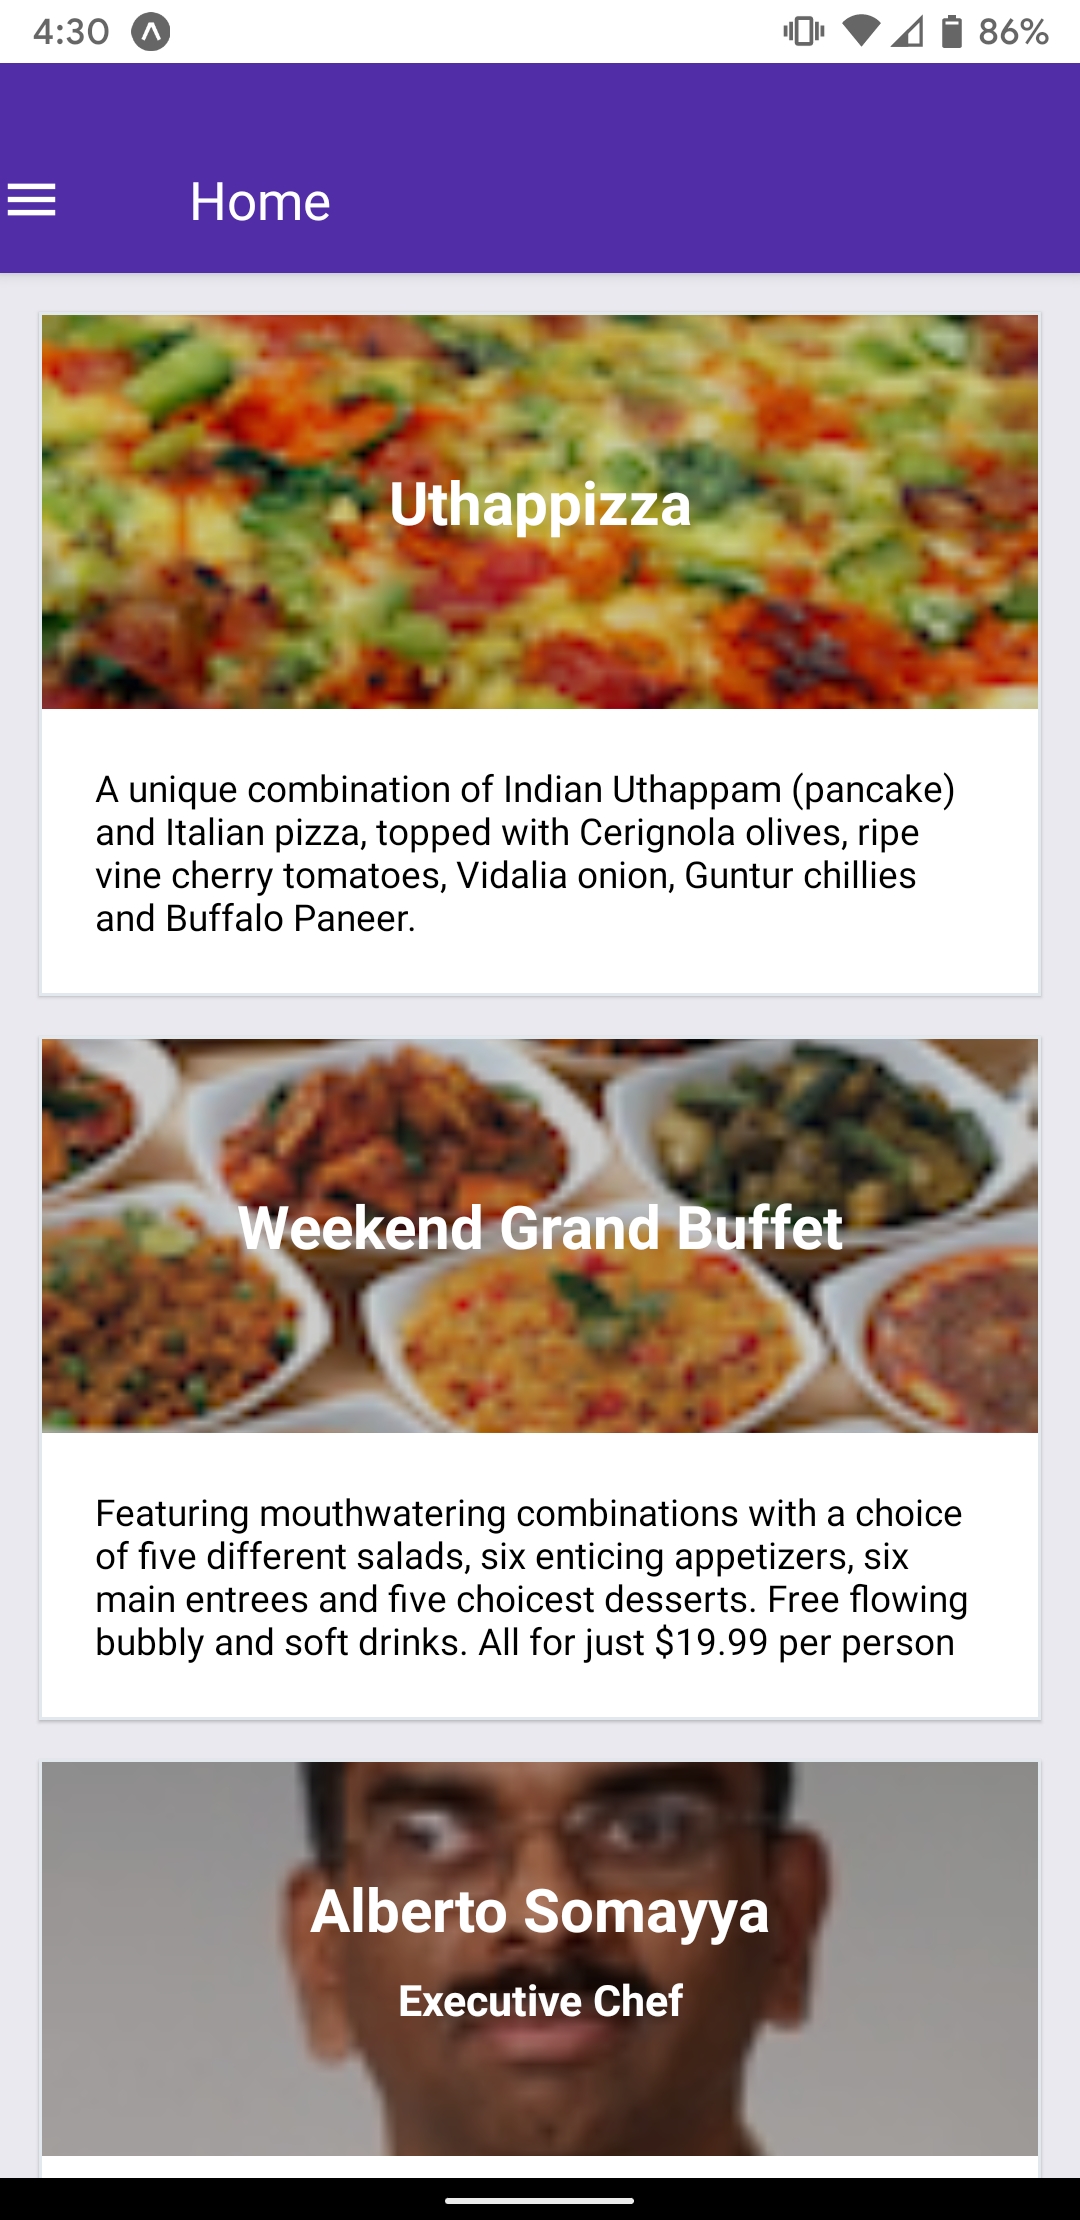 4:30 86%
Home
Uthappizza
A unique combination of Indian Uthappam (pancake)
and Italian pizza, topped with Cerignola olives, ripe
vine cherry tomatoes, Vidalia onion, Guntur chillies
and Buffalo Paneer.
Weekend Grand Buffet
Featuring mouthwatering combinations with a choice
of five different salads, six enticing appetizers, six
main entrees and five choicest desserts. Free flowing
bubbly and soft drinks. All for just $19.99 per person
Alberto Somayya
Executive Chef